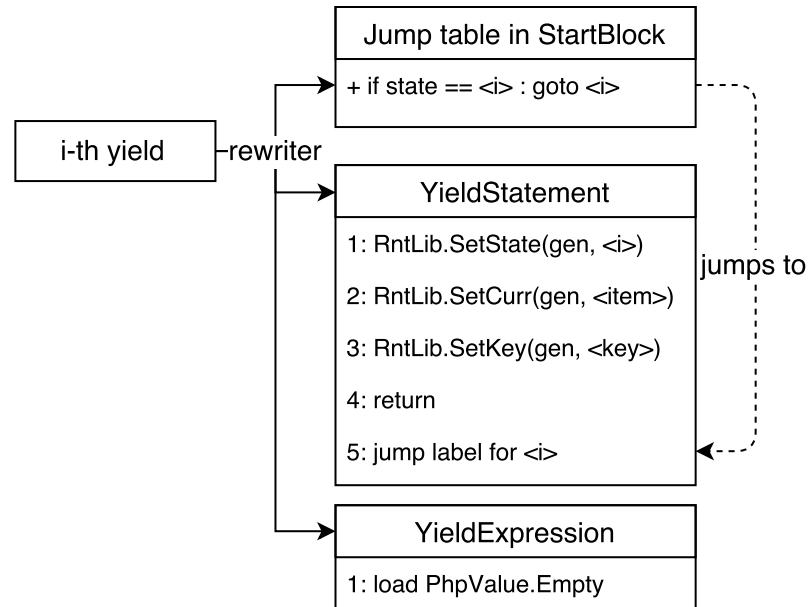 Jump table in StartBlock
+ if state == <i> : goto <i>
i-th yield
rewriter
YieldStatement
1: RntLib.SetState(gen, <i>)
2: RntLib.SetCurr(gen, <item>)
3: RntLib.SetKey(gen, <key>)
4: return
5: jump label for <i>
jumps to
YieldExpression
1: load PhpValue.Empty